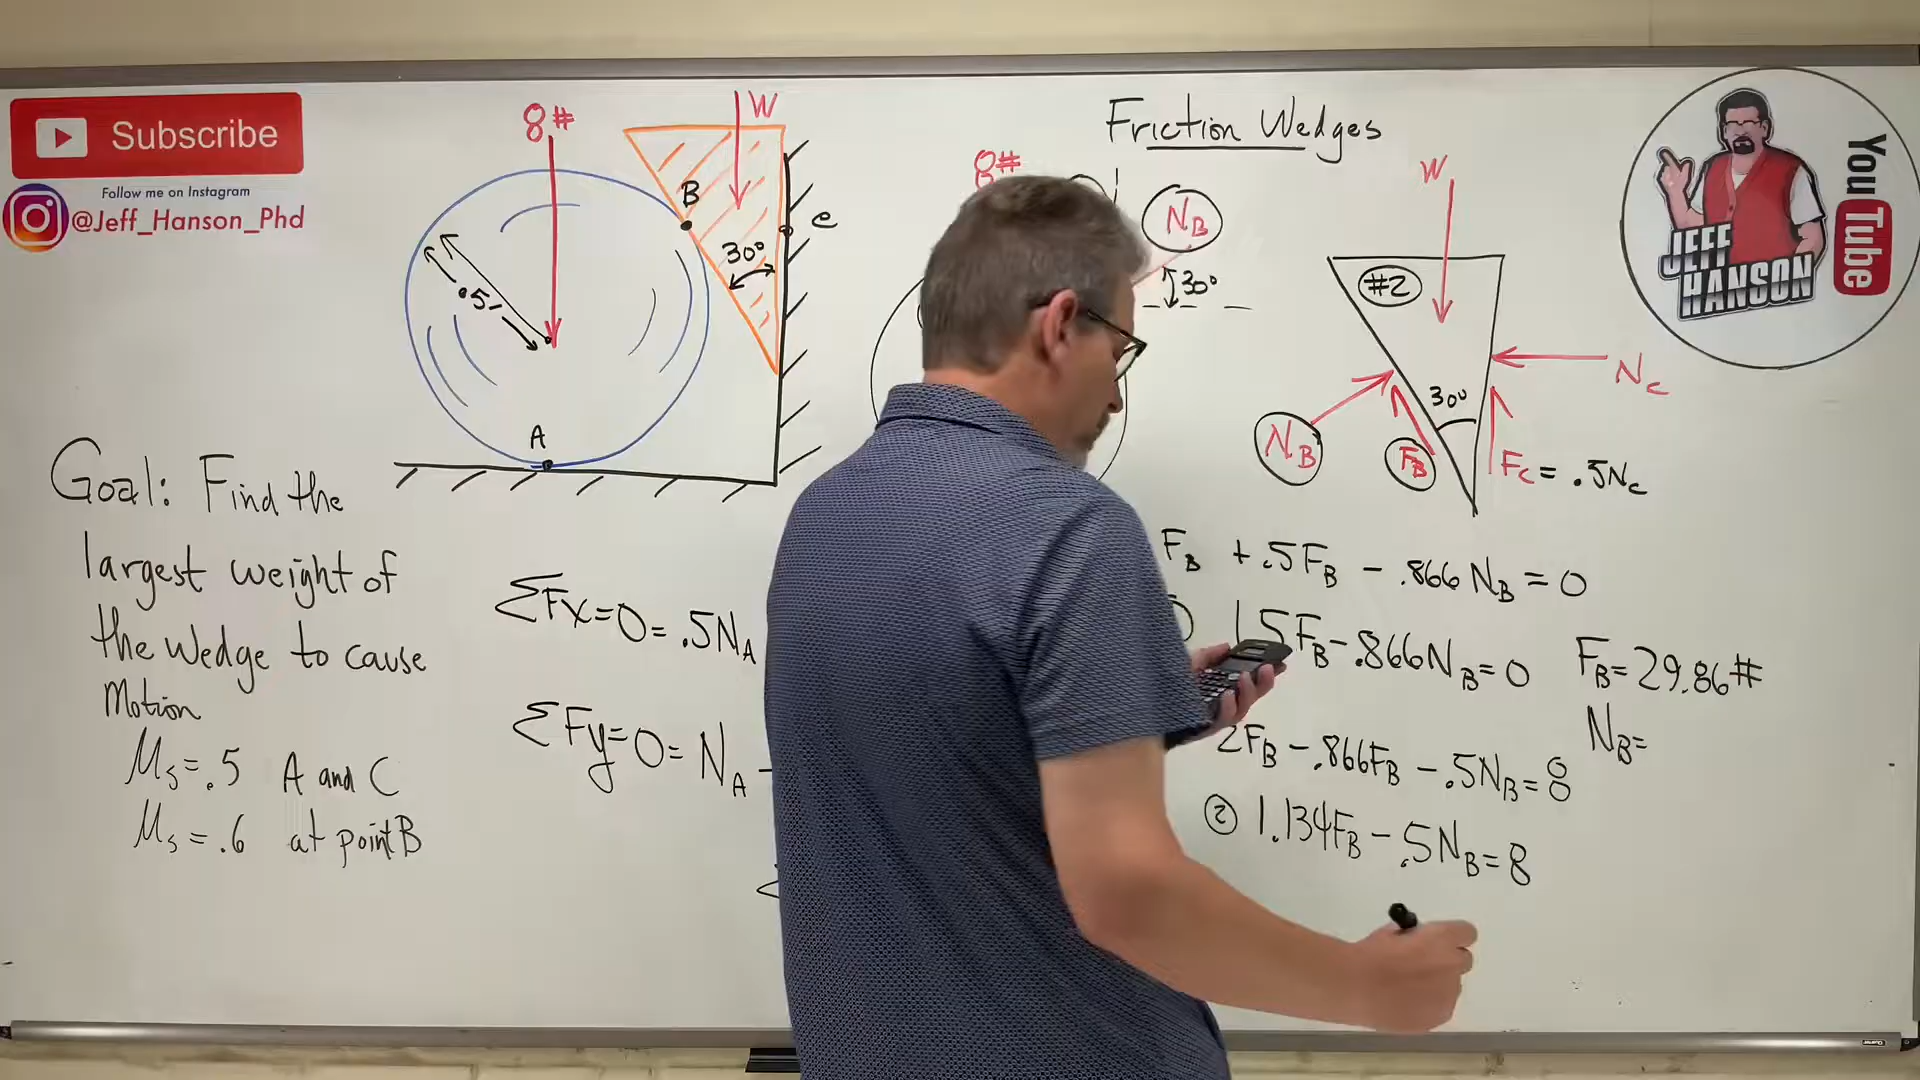 Subscribe
Follow me on Instagram
@Jeff_Hanson_Phd
8#
W
B
30°
e
.5'
A
Goal: Find the
largest weight of
the wedge to cause
Motion
μs = .5 A and C
μs = .6 at point B
ΣFx=0= .5NA
ΣFy=0= NA -
Friction Wedges
8#
NB
30°
W
#2
NC
30°
NB
FB
FC = .5NC
FB + .5FB - .866 NB = 0
1.5FB - .866NB = 0
2FB - .866FB - .5NB = 8
② 1.134FB - .5NB = 8
FB = 29.86#
NB=
YouTube
JEFF
HANSON